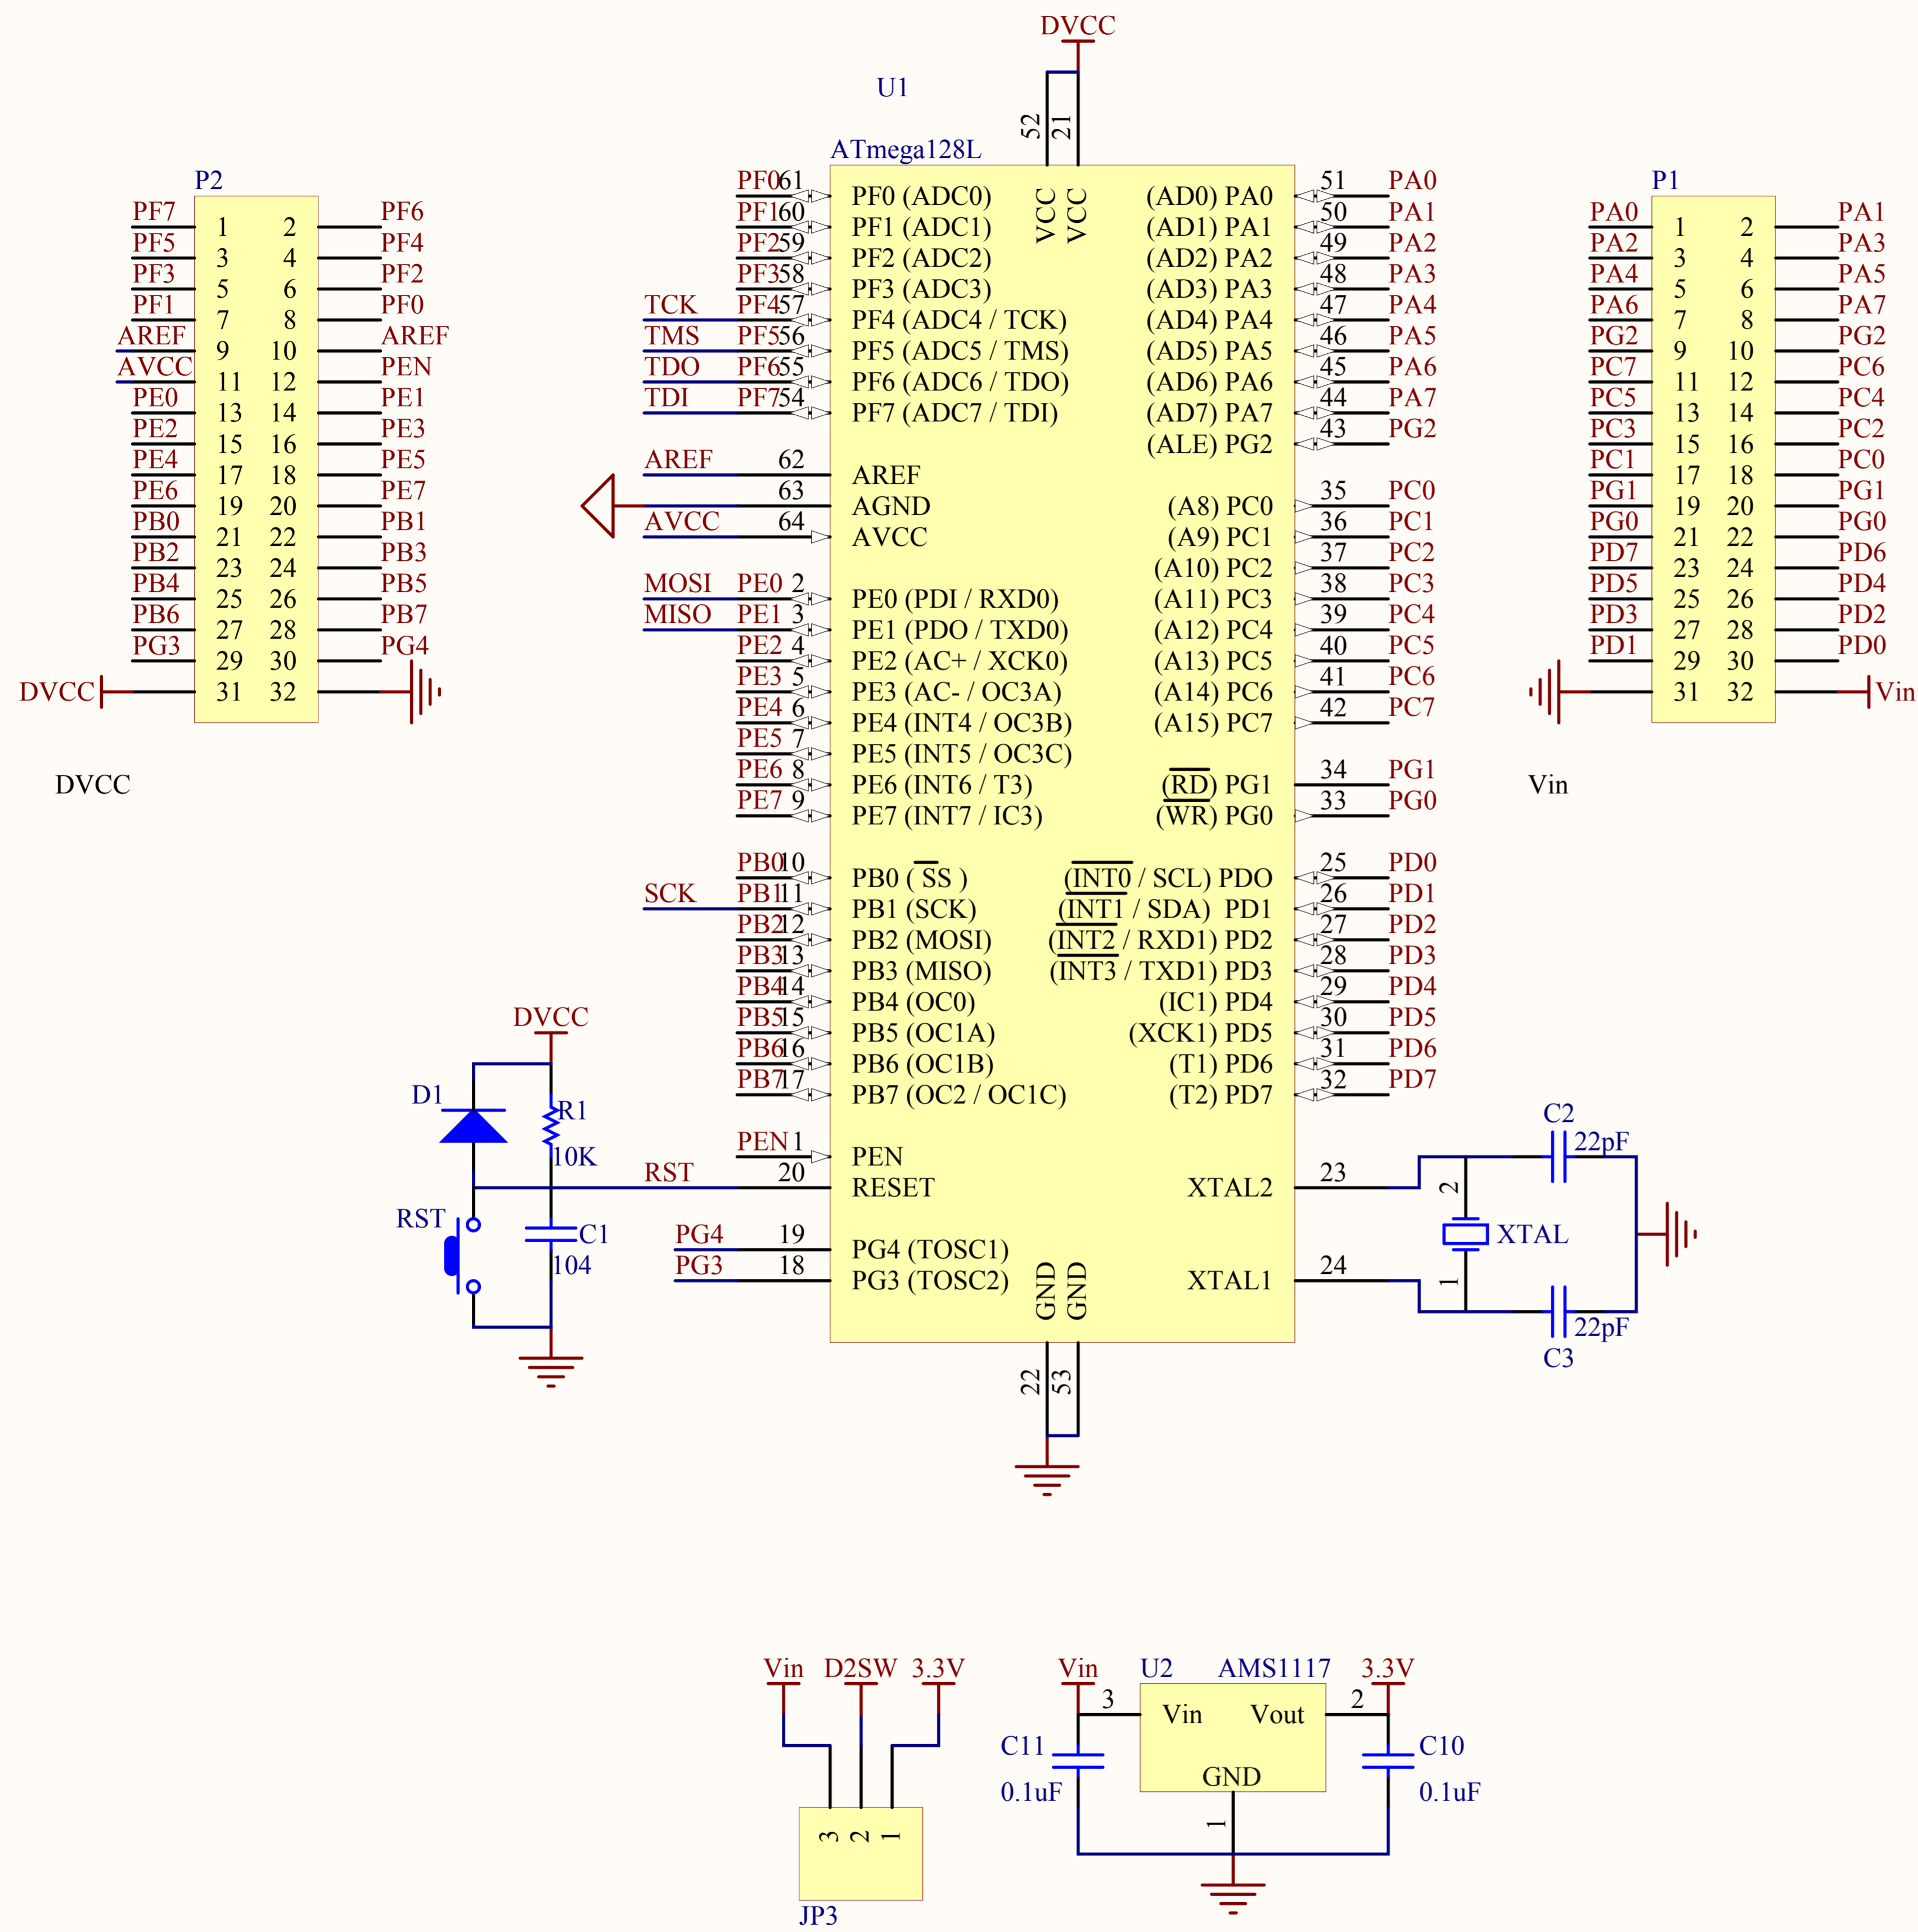 DVCC
U1
52 21
ATmega128L
VCC VCC
P2
PF7 1 2 PF6
PF5 3 4 PF4
PF3 5 6 PF2
PF1 7 8 PF0
AREF 9 10 AREF
AVCC 11 12 PEN
PE0 13 14 PE1
PE2 15 16 PE3
PE4 17 18 PE5
PE6 19 20 PE7
PB0 21 22 PB1
PB2 23 24 PB3
PB4 25 26 PB5
PB6 27 28 PB7
PG3 29 30 PG4
DVCC 31 32
DVCC
PF0 61 PF0 (ADC0)
PF1 60 PF1 (ADC1)
PF2 59 PF2 (ADC2)
PF3 58 PF3 (ADC3)
TCK PF4 57 PF4 (ADC4 / TCK)
TMS PF5 56 PF5 (ADC5 / TMS)
TDO PF6 55 PF6 (ADC6 / TDO)
TDI PF7 54 PF7 (ADC7 / TDI)
AREF 62 AREF
63 AGND
AVCC 64 AVCC
MOSI PE0 2 PE0 (PDI / RXD0)
MISO PE1 3 PE1 (PDO / TXD0)
PE2 4 PE2 (AC+ / XCK0)
PE3 5 PE3 (AC- / OC3A)
PE4 6 PE4 (INT4 / OC3B)
PE5 7 PE5 (INT5 / OC3C)
PE6 8 PE6 (INT6 / T3)
PE7 9 PE7 (INT7 / IC3)
PB0 10 PB0 ( SS )
SCK PB1 11 PB1 (SCK)
PB2 12 PB2 (MOSI)
PB3 13 PB3 (MISO)
PB4 14 PB4 (OC0)
PB5 15 PB5 (OC1A)
PB6 16 PB6 (OC1B)
PB7 17 PB7 (OC2 / OC1C)
PEN 1 PEN
RST 20 RESET
PG4 19 PG4 (TOSC1)
PG3 18 PG3 (TOSC2)
(AD0) PA0 51 PA0
(AD1) PA1 50 PA1
(AD2) PA2 49 PA2
(AD3) PA3 48 PA3
(AD4) PA4 47 PA4
(AD5) PA5 46 PA5
(AD6) PA6 45 PA6
(AD7) PA7 44 PA7
(ALE) PG2 43 PG2
(A8) PC0 35 PC0
(A9) PC1 36 PC1
(A10) PC2 37 PC2
(A11) PC3 38 PC3
(A12) PC4 39 PC4
(A13) PC5 40 PC5
(A14) PC6 41 PC6
(A15) PC7 42 PC7
(RD) PG1 34 PG1
(WR) PG0 33 PG0
(INT0 / SCL) PDO 25 PD0
(INT1 / SDA) PD1 26 PD1
(INT2 / RXD1) PD2 27 PD2
(INT3 / TXD1) PD3 28 PD3
(IC1) PD4 29 PD4
(XCK1) PD5 30 PD5
(T1) PD6 31 PD6
(T2) PD7 32 PD7
XTAL2 23
XTAL1 24
GND GND
22 53
P1
PA0 1 2 PA1
PA2 3 4 PA3
PA4 5 6 PA5
PA6 7 8 PA7
PG2 9 10 PG2
PC7 11 12 PC6
PC5 13 14 PC4
PC3 15 16 PC2
PC1 17 18 PC0
PG1 19 20 PG1
PG0 21 22 PG0
PD7 23 24 PD6
PD5 25 26 PD4
PD3 27 28 PD2
PD1 29 30 PD0
31 32 Vin
Vin
DVCC
D1
R1
10K
RST
C1
104
C2
22pF
2
XTAL
1
22pF
C3
Vin D2SW 3.3V
3 2 1
JP3
Vin U2 AMS1117 3.3V
3 Vin Vout 2
C11 C10
GND
0.1uF 0.1uF
1